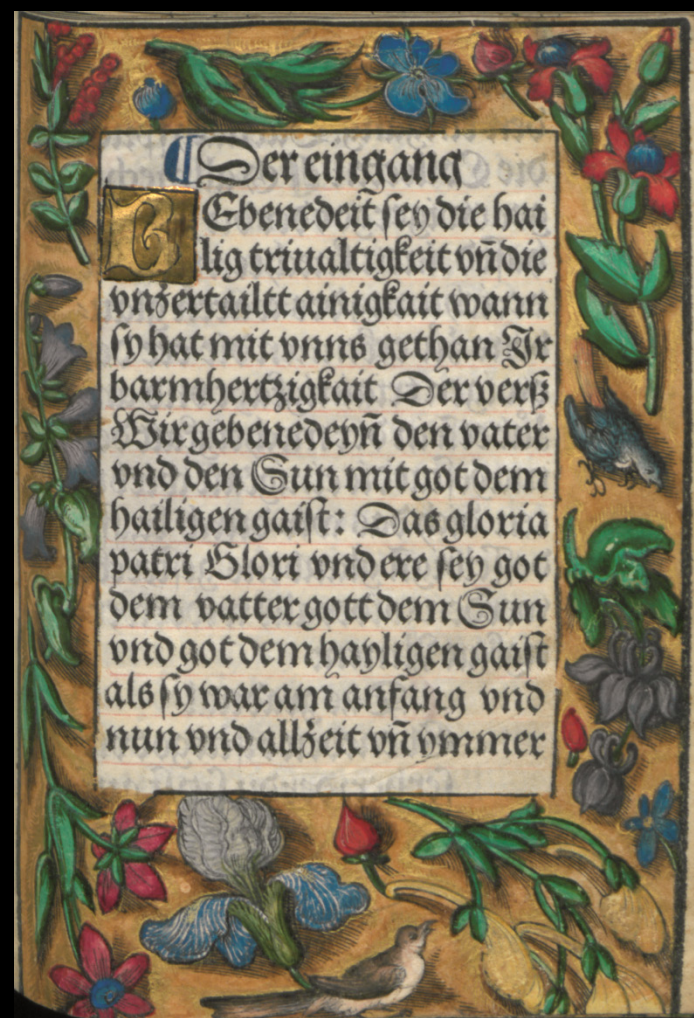 ¶ Der eingang
GEbenedeit sey die hai
lig triualtigkeit vñ die
vnzertailtt ainigkait wann
sy hat mit vnns gethan Jr
barmhertzigkait Der verß
Wir gebenedeyñ den vater
vnd den Sun mit got dem
hailigen gaist: Das gloria
patri Glori vnd ere sey got
dem vatter gott dem Sun
vnd got dem hayligen gaist
als sy war am anfang vnd
nun vnd allzeit vñ ymmer